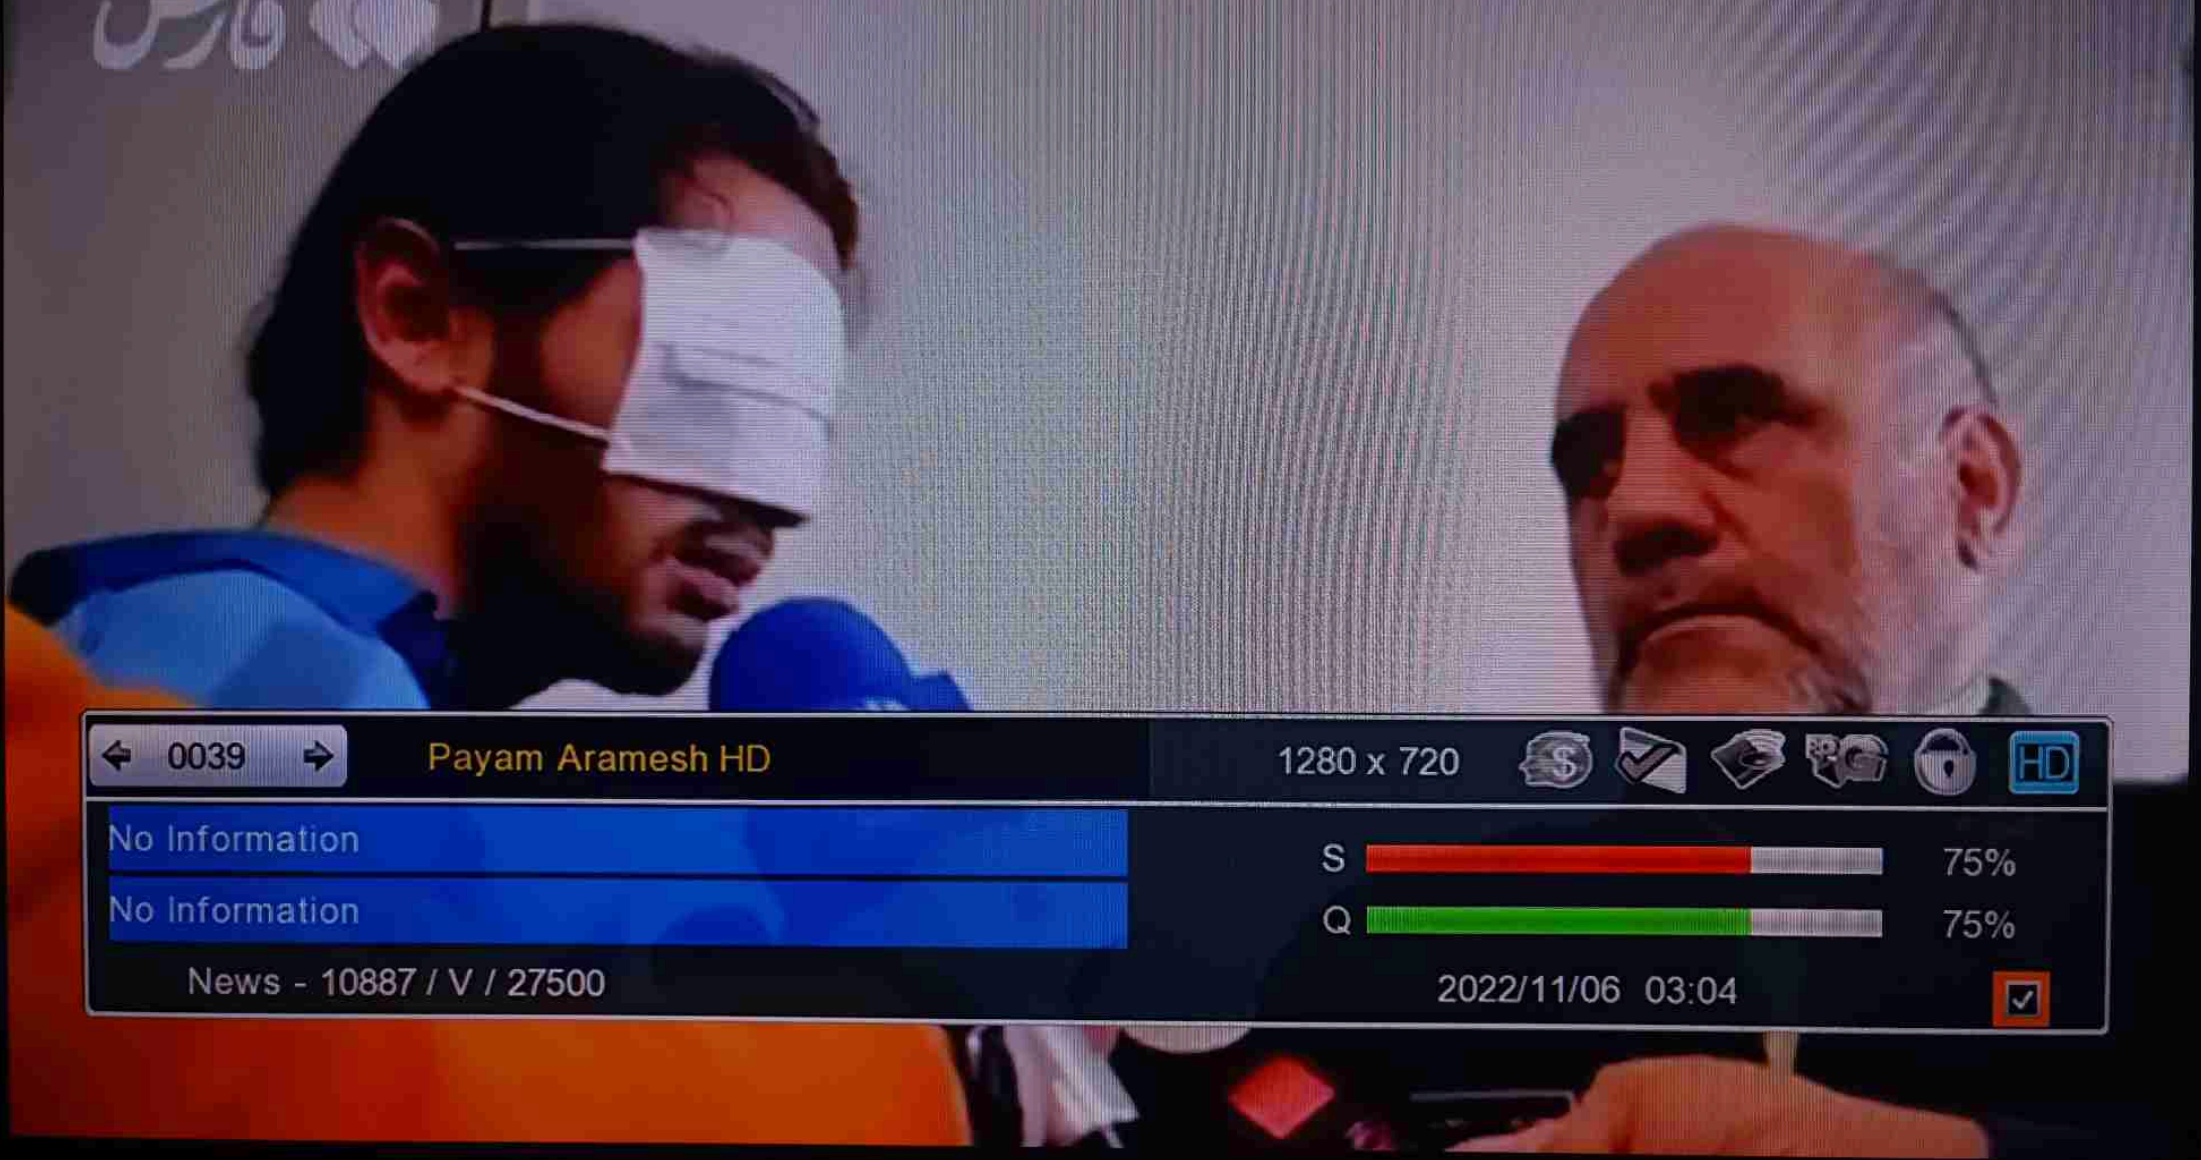 فارس
0039
Payam Aramesh HD
1280 x 720
$
HD
No Information
No Information
S 75%
Q 75%
News - 10887 / V / 27500
2022/11/06 03:04